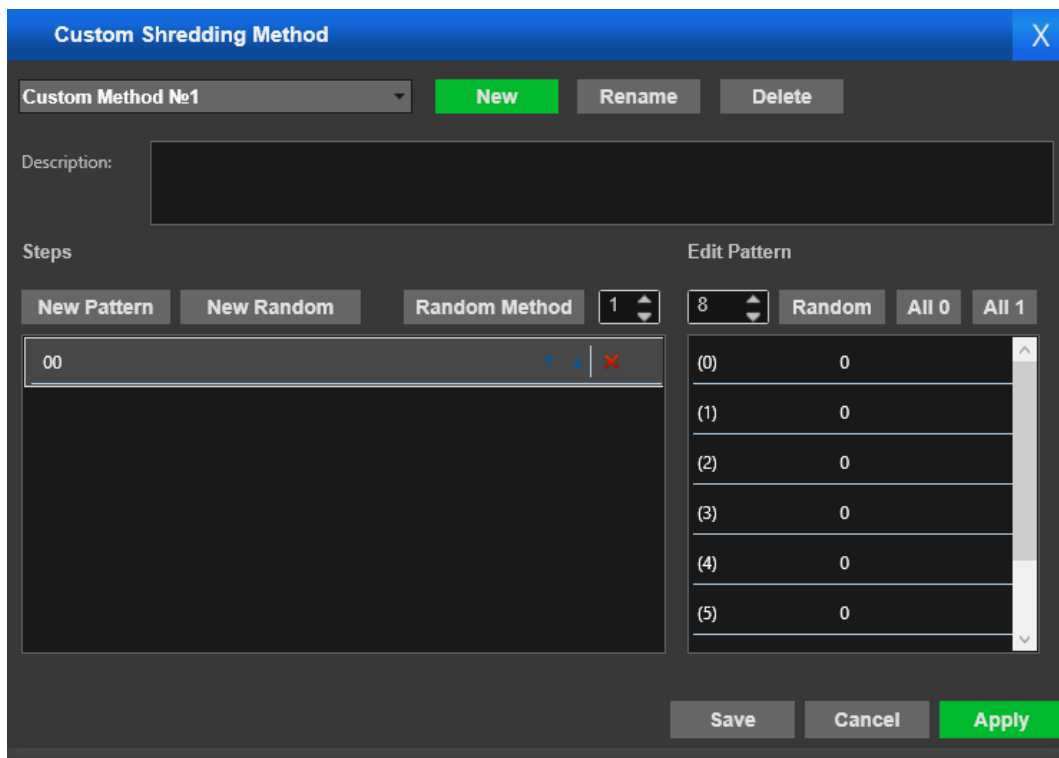 Custom Shredding Method X
Custom Method №1 New Rename Delete
Description:
Steps Edit Pattern
New Pattern New Random Random Method 1 8 Random All 0 All 1
00
(0) 0
(1) 0
(2) 0
(3) 0
(4) 0
(5) 0
Save Cancel Apply